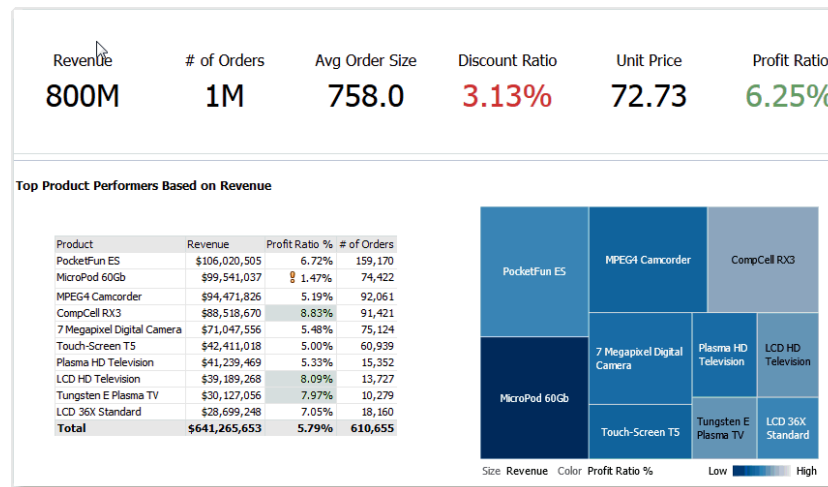 Revenue # of Orders Avg Order Size Discount Ratio Unit Price Profit Ratio
800M 1M 758.0 3.13% 72.73 6.25%
Top Product Performers Based on Revenue
Product Revenue Profit Ratio % # of Orders
PocketFun ES $106,020,505 6.72% 159,170
MicroPod 60Gb $99,541,037 1.47% 74,422
MPEG4 Camcorder $94,471,826 5.19% 92,061
CompCell RX3 $88,518,670 8.83% 91,421
7 Megapixel Digital Camera $71,047,556 5.48% 75,124
Touch-Screen T5 $42,411,018 5.00% 60,939
Plasma HD Television $41,239,469 5.33% 15,352
LCD HD Television $39,189,268 8.09% 13,727
Tungsten E Plasma TV $30,127,056 7.97% 10,279
LCD 36X Standard $28,699,248 7.05% 18,160
Total $641,265,653 5.79% 610,655
PocketFun ES
MPEG4 Camcorder
CompCell RX3
MicroPod 60Gb
7 Megapixel Digital
Camera
Plasma HD
Television
LCD HD
Television
Touch-Screen T5
Tungsten E
Plasma TV
LCD 36X
Standard
Size Revenue Color Profit Ratio % Low High